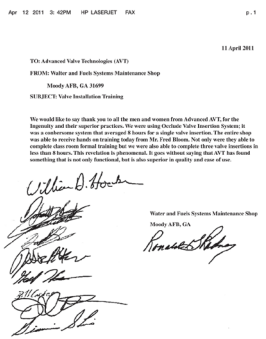 Apr 12 2011 3:42PM HP LASERJET FAX p.1
11 April 2011
TO: Advanced Valve Technologies (AVT)
FROM: Water and Fuels Systems Maintenance Shop
Moody AFB, GA 31699
SUBJECT: Valve Installation Training
We would like to say thank you to all the men and women from Advanced AVT, for the
Ingenuity and their superior practices. We were using Occlude Valve Insertion System; it
was a cumbersome system that averaged 8 hours for a single valve insertion. The entire shop
was able to receive hands on training today from Mr. Fred Bloom. Not only were they able to
complete class room formal training but we were also able to complete three valve insertions in
less than 8 hours. This revelation is phenomenal. It goes without saying that AVT has found
something that is not only functional, but is also superior in quality and ease of use.
William D.
Water and Fuels Systems Maintenance Shop
Moody AFB, GA